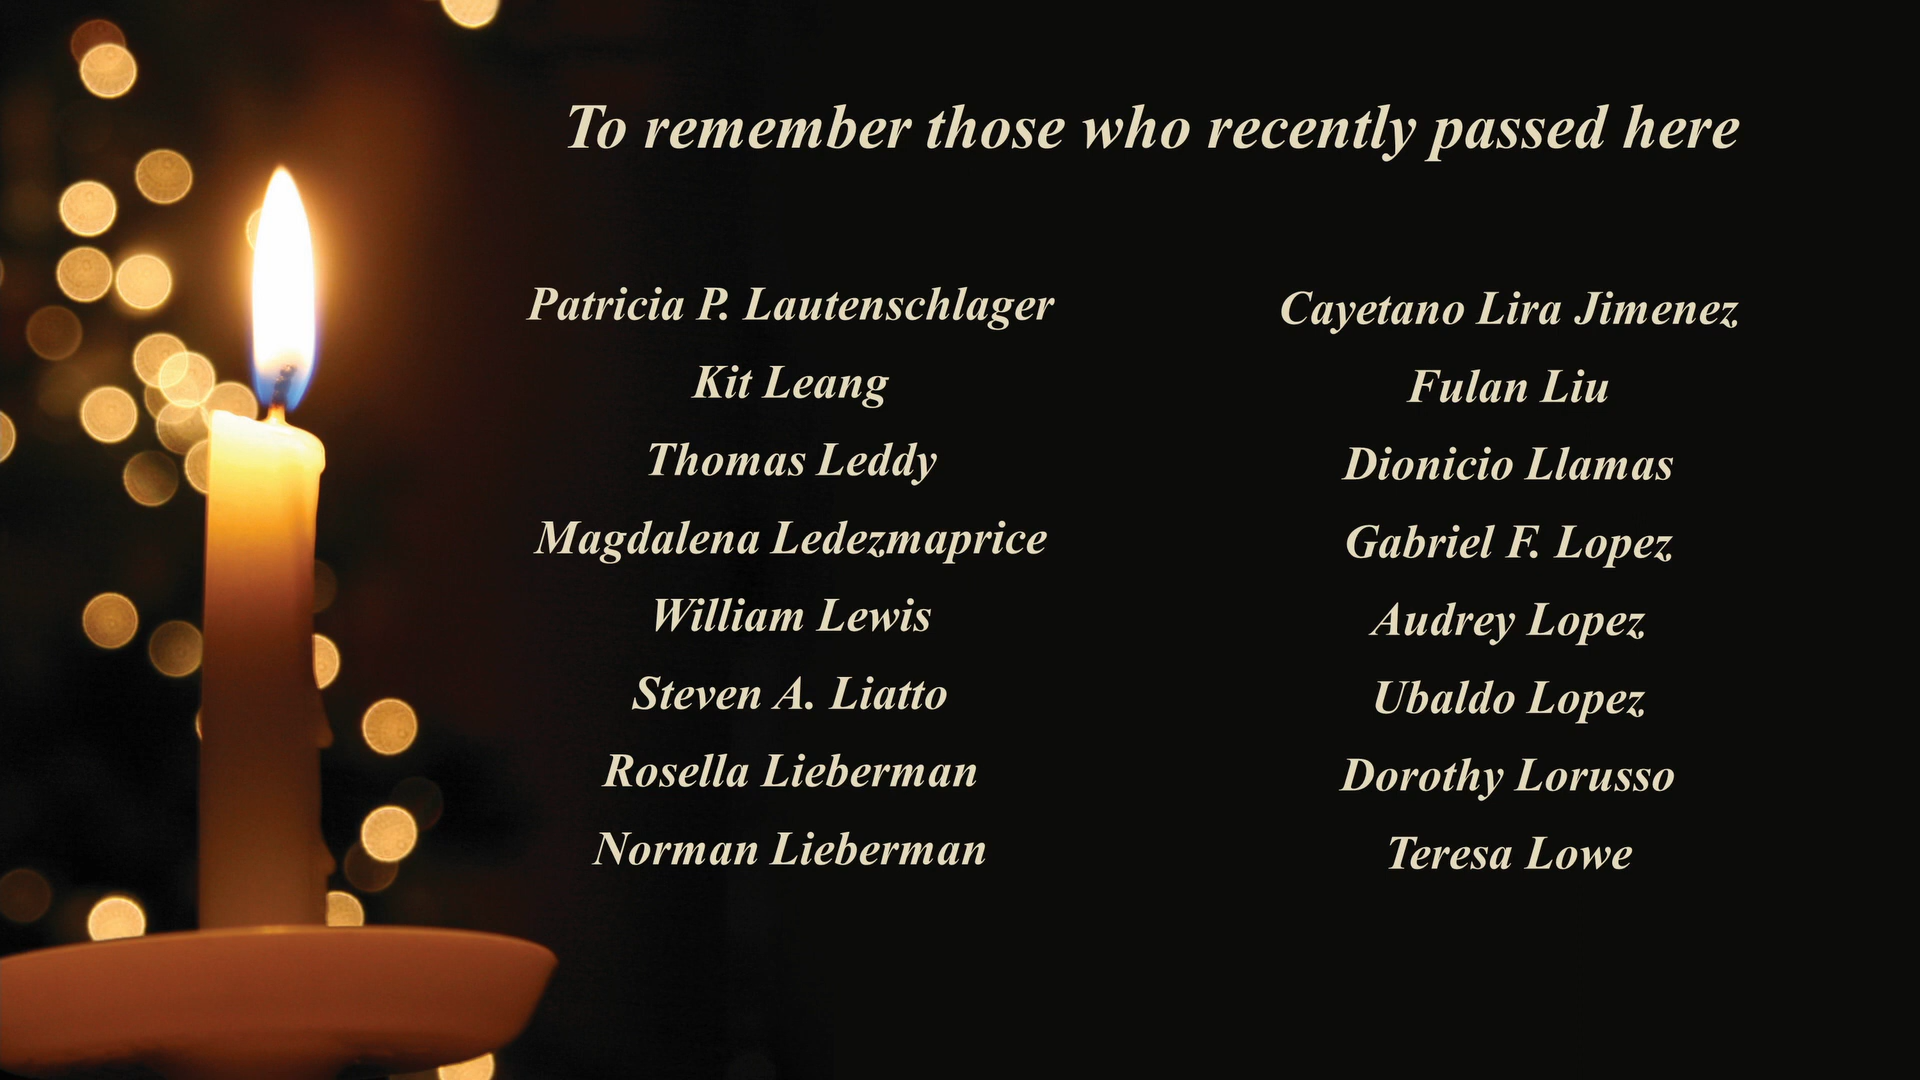 To remember those who recently passed here
Patricia P. Lautenschlager
Kit Leang
Thomas Leddy
Magdalena Ledezmaprice
William Lewis
Steven A. Liatto
Rosella Lieberman
Norman Lieberman
Cayetano Lira Jimenez
Fulan Liu
Dionicio Llamas
Gabriel F. Lopez
Audrey Lopez
Ubaldo Lopez
Dorothy Lorusso
Teresa Lowe